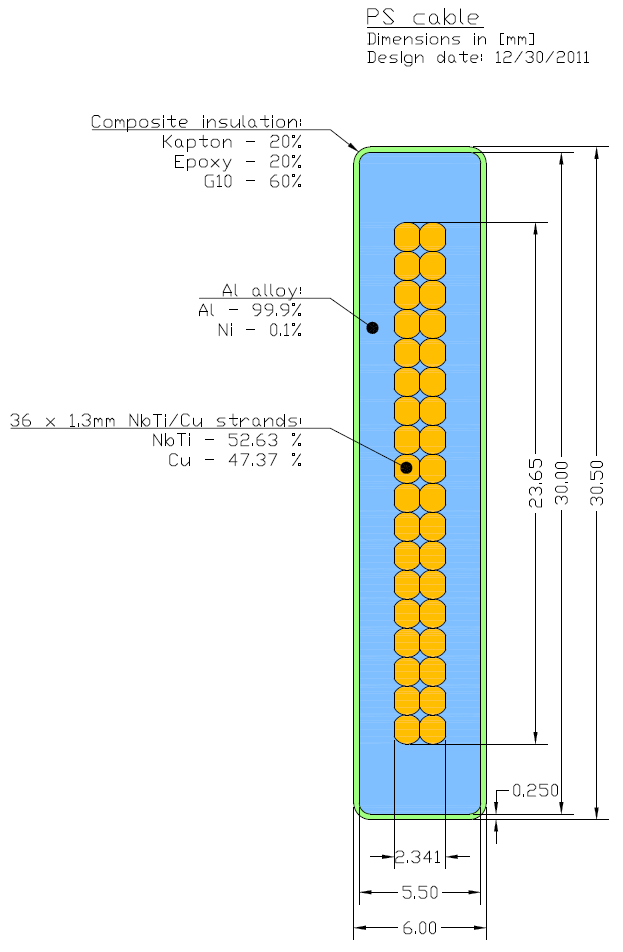 PS cable
Dimensions in [mm]
Design date: 12/30/2011
Composite insulation:
Kapton - 20%
Epoxy - 20%
G10 - 60%
Al alloy:
Al - 99.9%
Ni - 0.1%
36 x 1.3mm NbTi/Cu strands:
NbTi - 52.63 %
Cu - 47.37 %
23.65
30.00
30.50
0.250
2.341
5.50
6.00